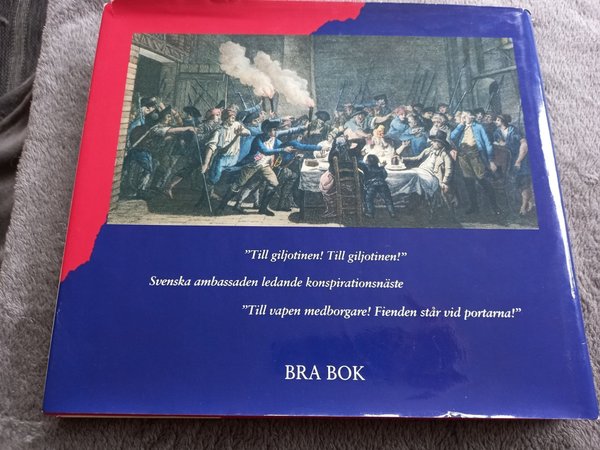 ”Till giljotinen! Till giljotinen!”
Svenska ambassaden ledande konspirationsnäste
”Till vapen medborgare! Fienden står vid portarna!”
BRA BOK